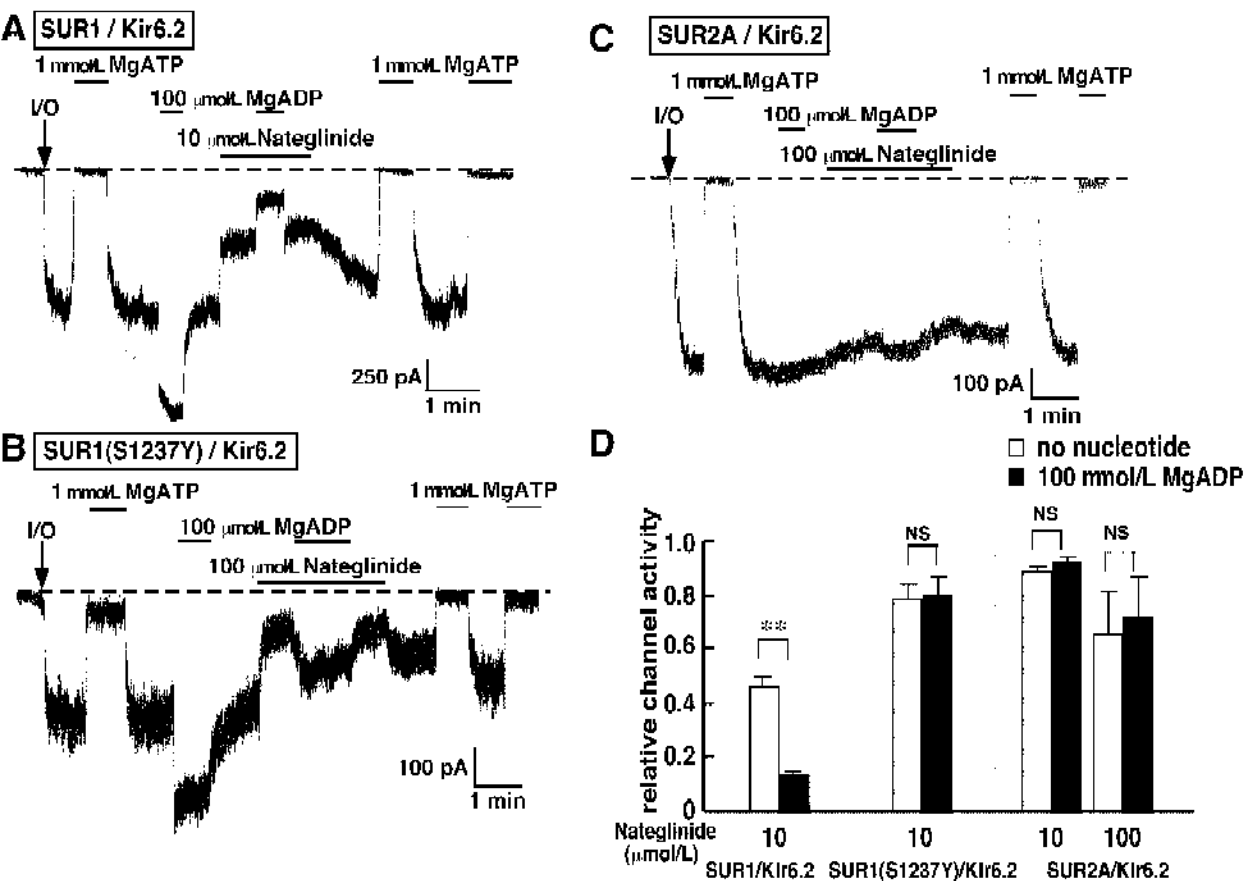 A SUR1 / Kir6.2
1 mmol/L MgATP 1 mmol/L MgATP
100 μmol/L MgADP
I/O
10 μmol/L Nateglinide
250 pA
1 min
B SUR1(S1237Y) / Kir6.2
1 mmol/L MgATP 1 mmol/L MgATP
I/O
100 μmol/L MgADP
100 μmol/L Nateglinide
100 pA
1 min
C SUR2A / Kir6.2
1 mmol/L MgATP 1 mmol/L MgATP
I/O
100 μmol/L MgADP
100 μmol/L Nateglinide
100 pA
1 min
D
no nucleotide
100 mmol/L MgADP
relative channel activity
1.0
0.8
0.6
0.4
0.2
0
**
NS
NS
NS
Nateglinide
(μmol/L)
10 10 10 100
SUR1/Kir6.2 SUR1(S1237Y)/Kir6.2 SUR2A/Kir6.2